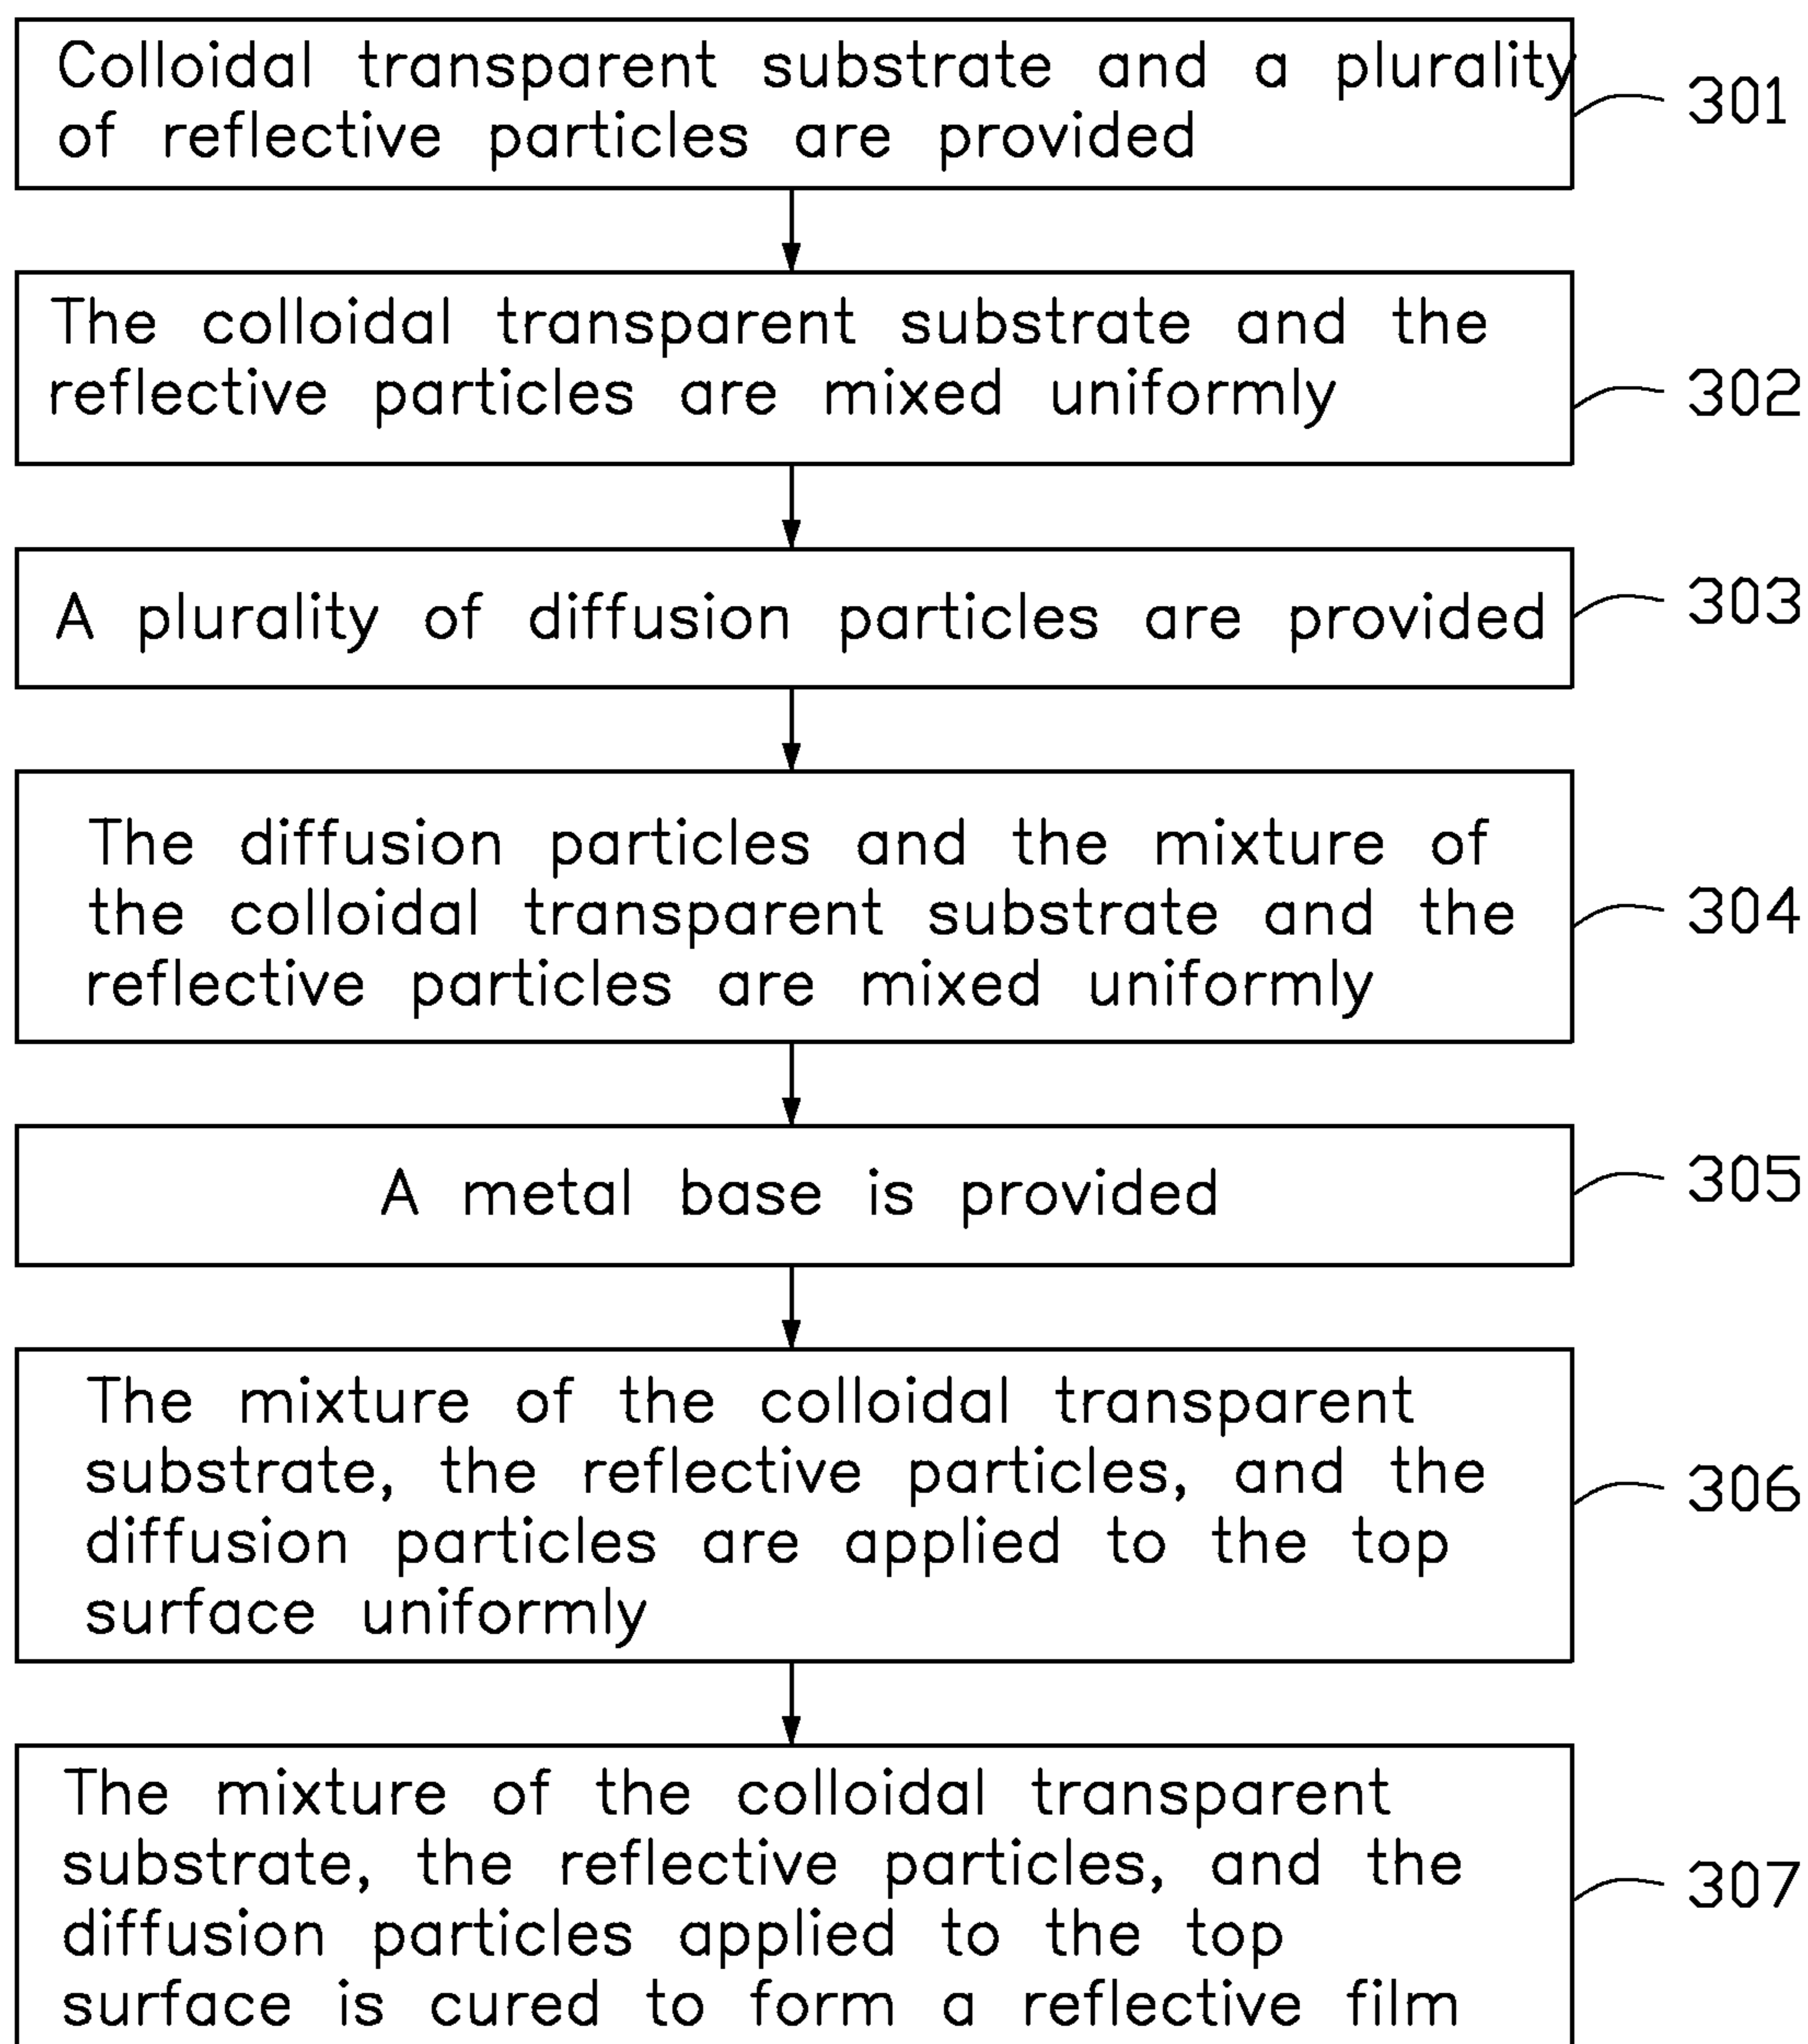 Colloidal transparent substrate and a plurality
of reflective particles are provided
301
The colloidal transparent substrate and the
reflective particles are mixed uniformly
302
A plurality of diffusion particles are provided
303
The diffusion particles and the mixture of
the colloidal transparent substrate and the
reflective particles are mixed uniformly
304
A metal base is provided
305
The mixture of the colloidal transparent
substrate, the reflective particles, and the
diffusion particles are applied to the top
surface uniformly
306
The mixture of the colloidal transparent
substrate, the reflective particles, and the
diffusion particles applied to the top
surface is cured to form a reflective film
307